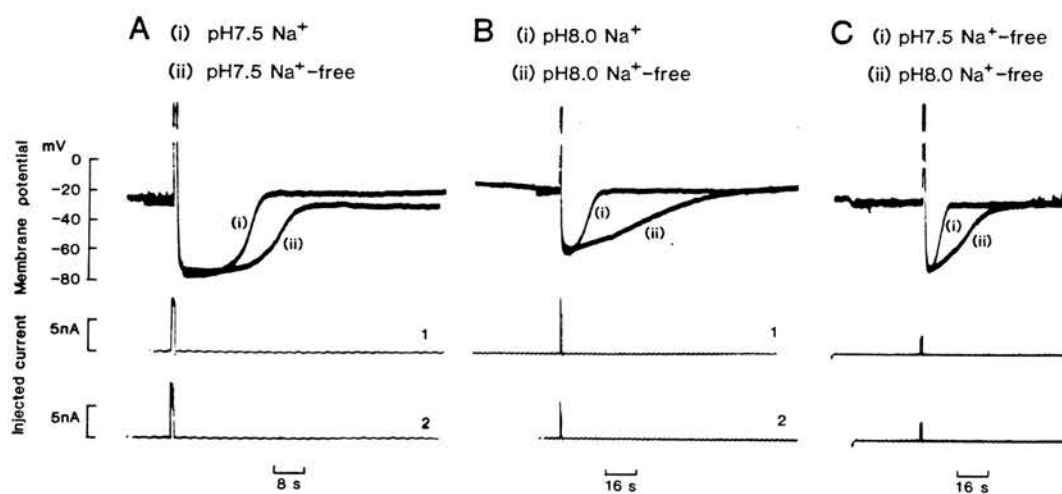 A (i) pH7.5 Na⁺
(ii) pH7.5 Na⁺-free
B (i) pH8.0 Na⁺
(ii) pH8.0 Na⁺-free
C (i) pH7.5 Na⁺-free
(ii) pH8.0 Na⁺-free
Membrane potential
mV
0
-20
-40
-60
-80
(i)
(ii)
(i)
(ii)
(i)
(ii)
Injected current
5nA
1
1
5nA
2
2
8 s
16 s
16 s